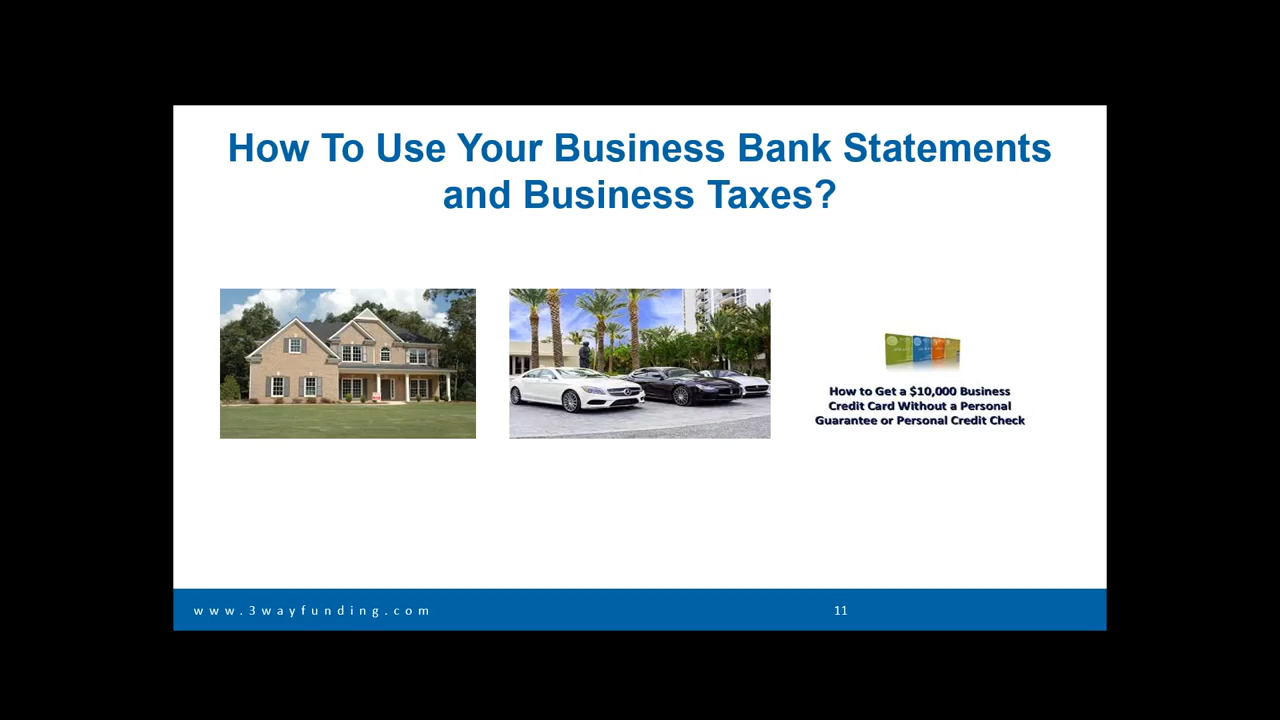 How To Use Your Business Bank Statements
and Business Taxes?
How to Get a $10,000 Business
Credit Card Without a Personal
Guarantee or Personal Credit Check
www.3wayfunding.com
11